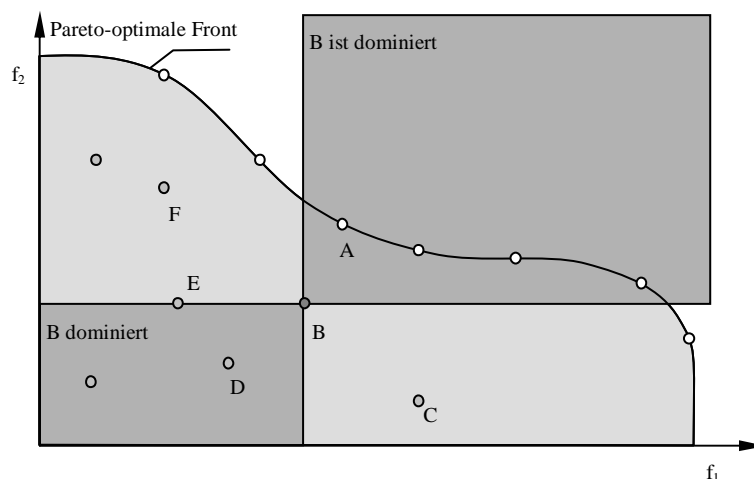 Pareto-optimale Front
B ist dominiert
f2
F
A
E
B dominiert
B
D
C
f1